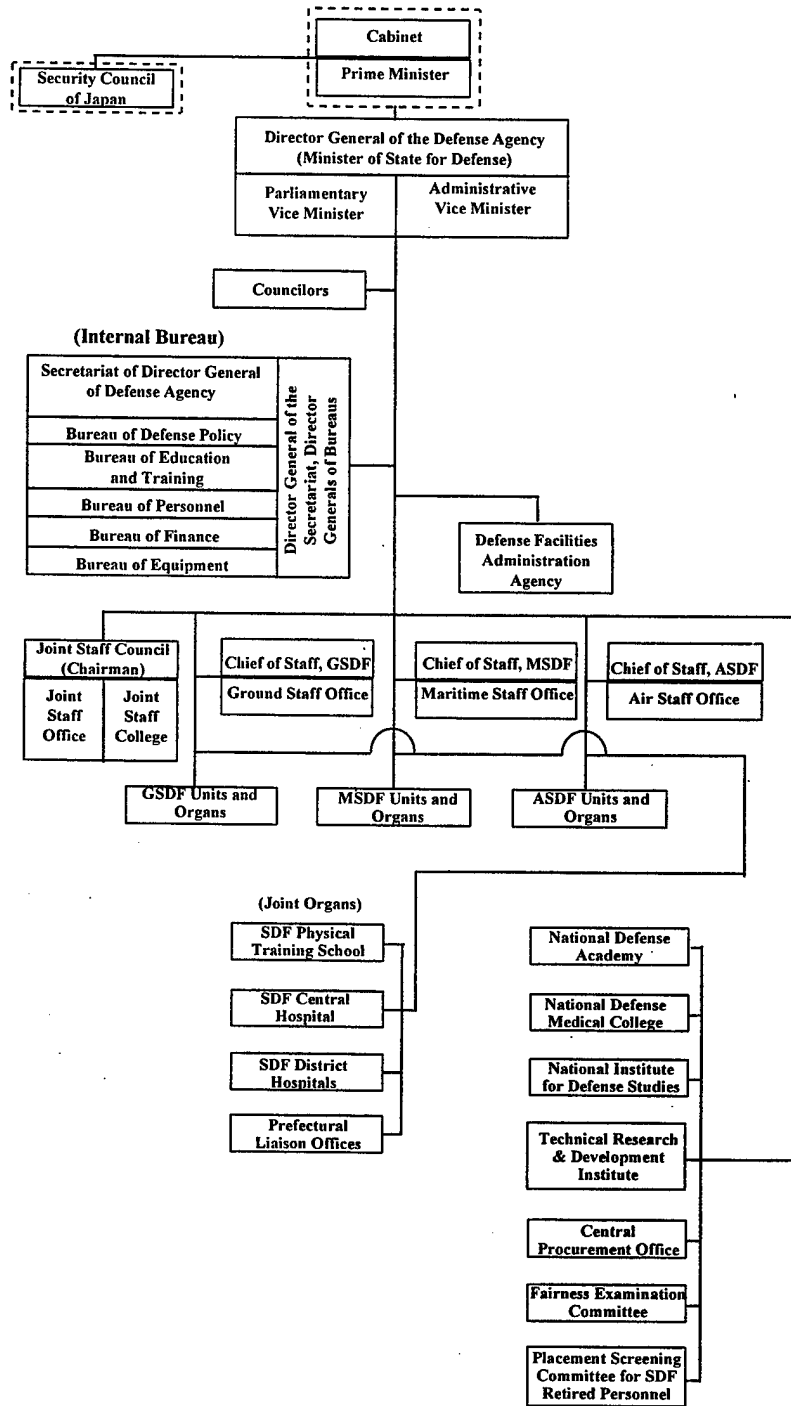 Cabinet
Prime Minister
Security Council
of Japan
Director General of the Defense Agency
(Minister of State for Defense)
Parliamentary
Vice Minister
Administrative
Vice Minister
Councilors
(Internal Bureau)
Secretariat of Director General
of Defense Agency
Bureau of Defense Policy
Bureau of Education
and Training
Bureau of Personnel
Bureau of Finance
Bureau of Equipment
Director General of the
Secretariat, Director
Generals of Bureaus
Defense Facilities
Administration
Agency
Joint Staff Council
(Chairman)
Joint
Staff
Office
Joint
Staff
College
Chief of Staff, GSDF
Ground Staff Office
Chief of Staff, MSDF
Maritime Staff Office
Chief of Staff, ASDF
Air Staff Office
GSDF Units and
Organs
MSDF Units and
Organs
ASDF Units and
Organs
(Joint Organs)
SDF Physical
Training School
SDF Central
Hospital
SDF District
Hospitals
Prefectural
Liaison Offices
National Defense
Academy
National Defense
Medical College
National Institute
for Defense Studies
Technical Research
& Development
Institute
Central
Procurement Office
Fairness Examination
Committee
Placement Screening
Committee for SDF
Retired Personnel